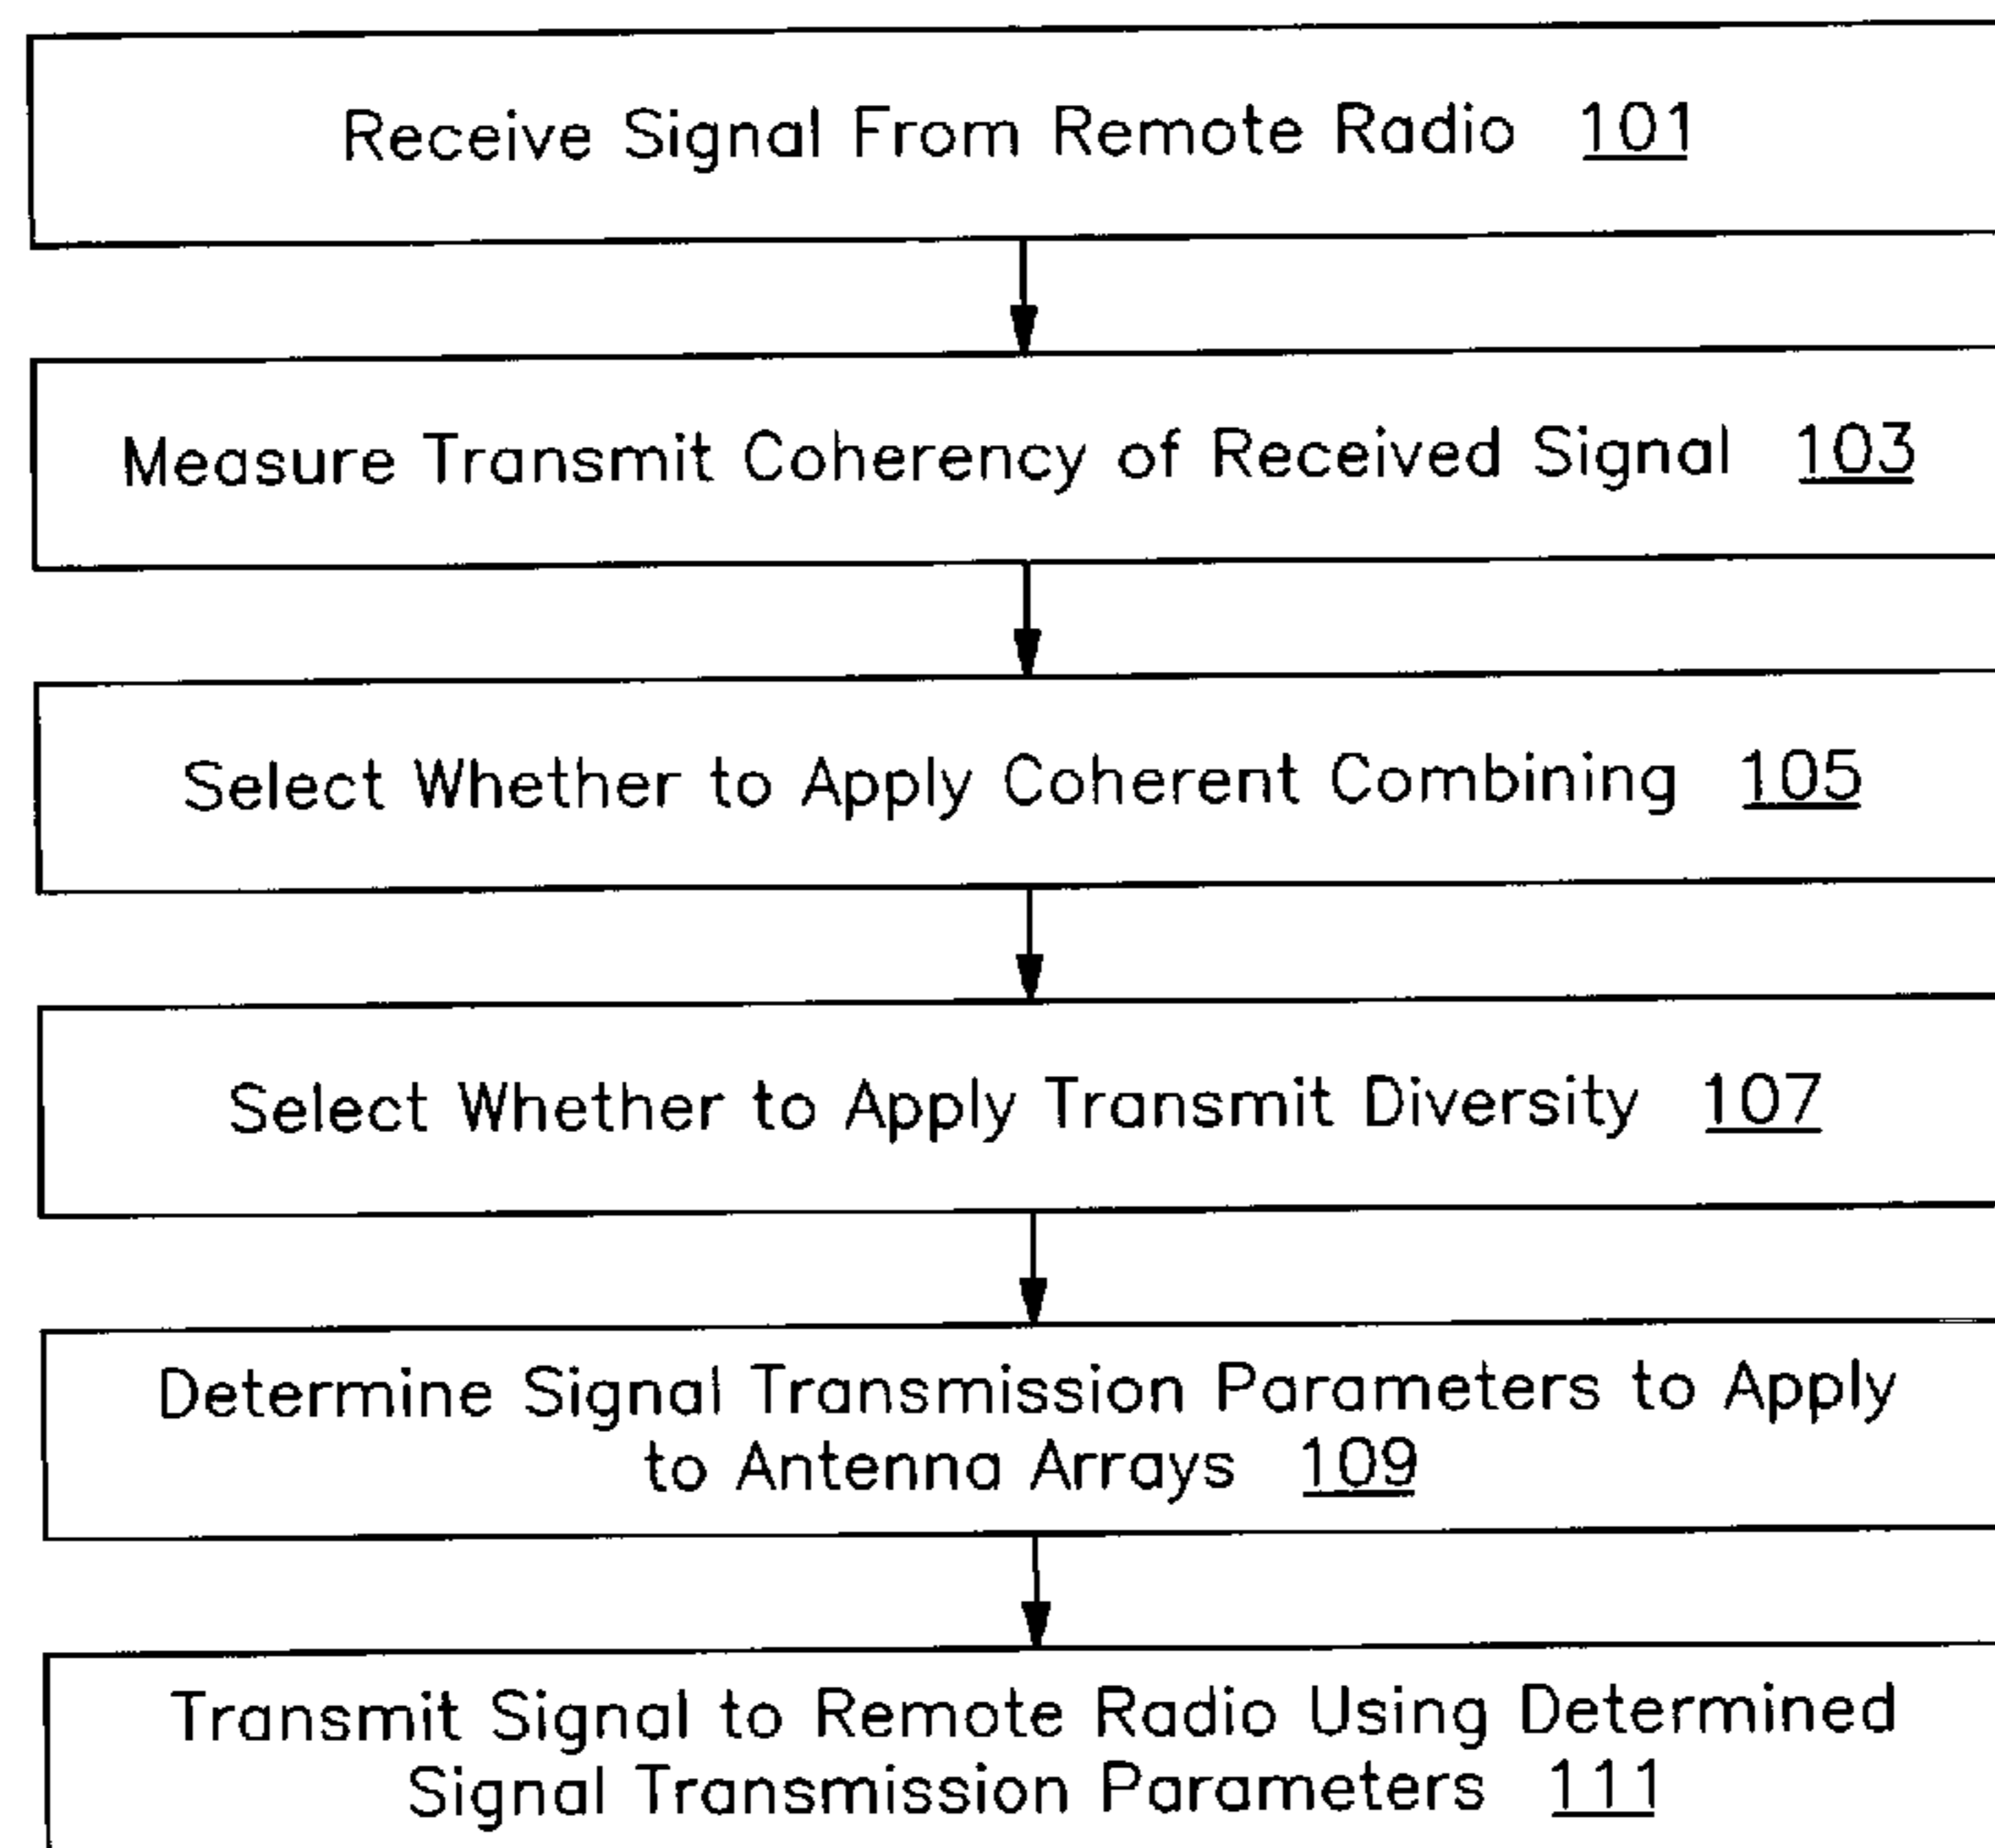 Receive Signal From Remote Radio 101
Measure Transmit Coherency of Received Signal 103
Select Whether to Apply Coherent Combining 105
Select Whether to Apply Transmit Diversity 107
Determine Signal Transmission Parameters to Apply
to Antenna Arrays 109
Transmit Signal to Remote Radio Using Determined
Signal Transmission Parameters 111